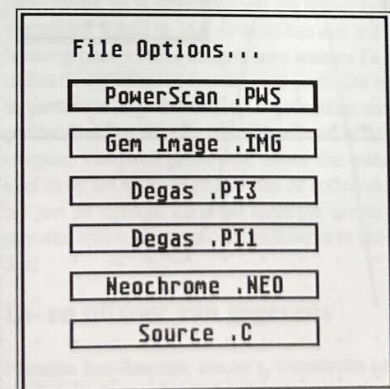 File Options...
PowerScan .PWS
Gem Image .IMG
Degas .PI3
Degas .PI1
Neochrome .NEO
Source .C